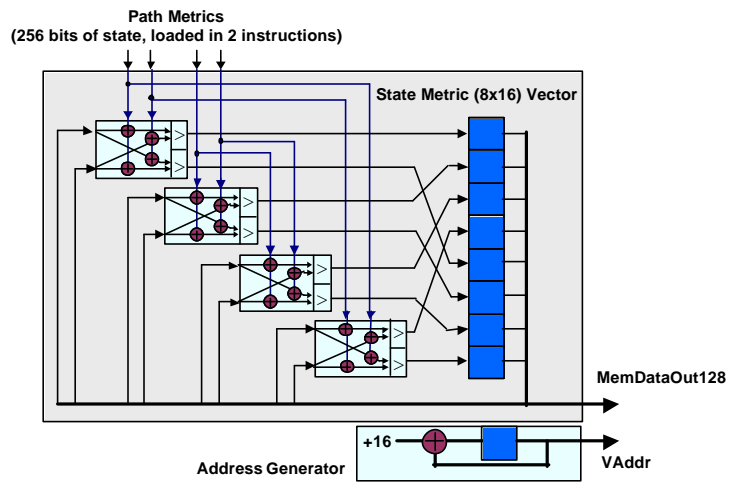 Path Metrics
(256 bits of state, loaded in 2 instructions)
State Metric (8x16) Vector
>
>
>
>
>
>
>
>
MemDataOut128
+16
VAddr
Address Generator